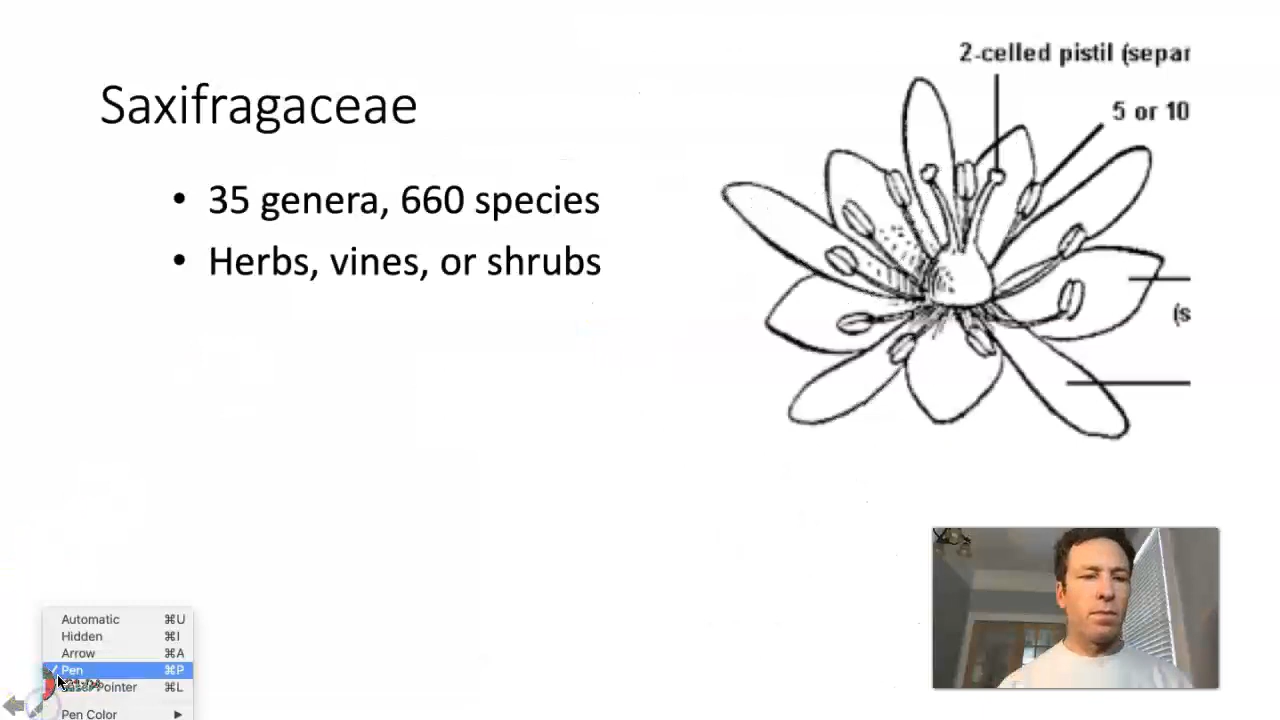 2-celled pistil (separ
Saxifragaceae
5 or 10
• 35 genera, 660 species
• Herbs, vines, or shrubs
(s
Automatic ⌘U
Hidden ⌘I
Arrow ⌘A
✓ Pen ⌘P
Laser Pointer ⌘L
Pen Color ▶